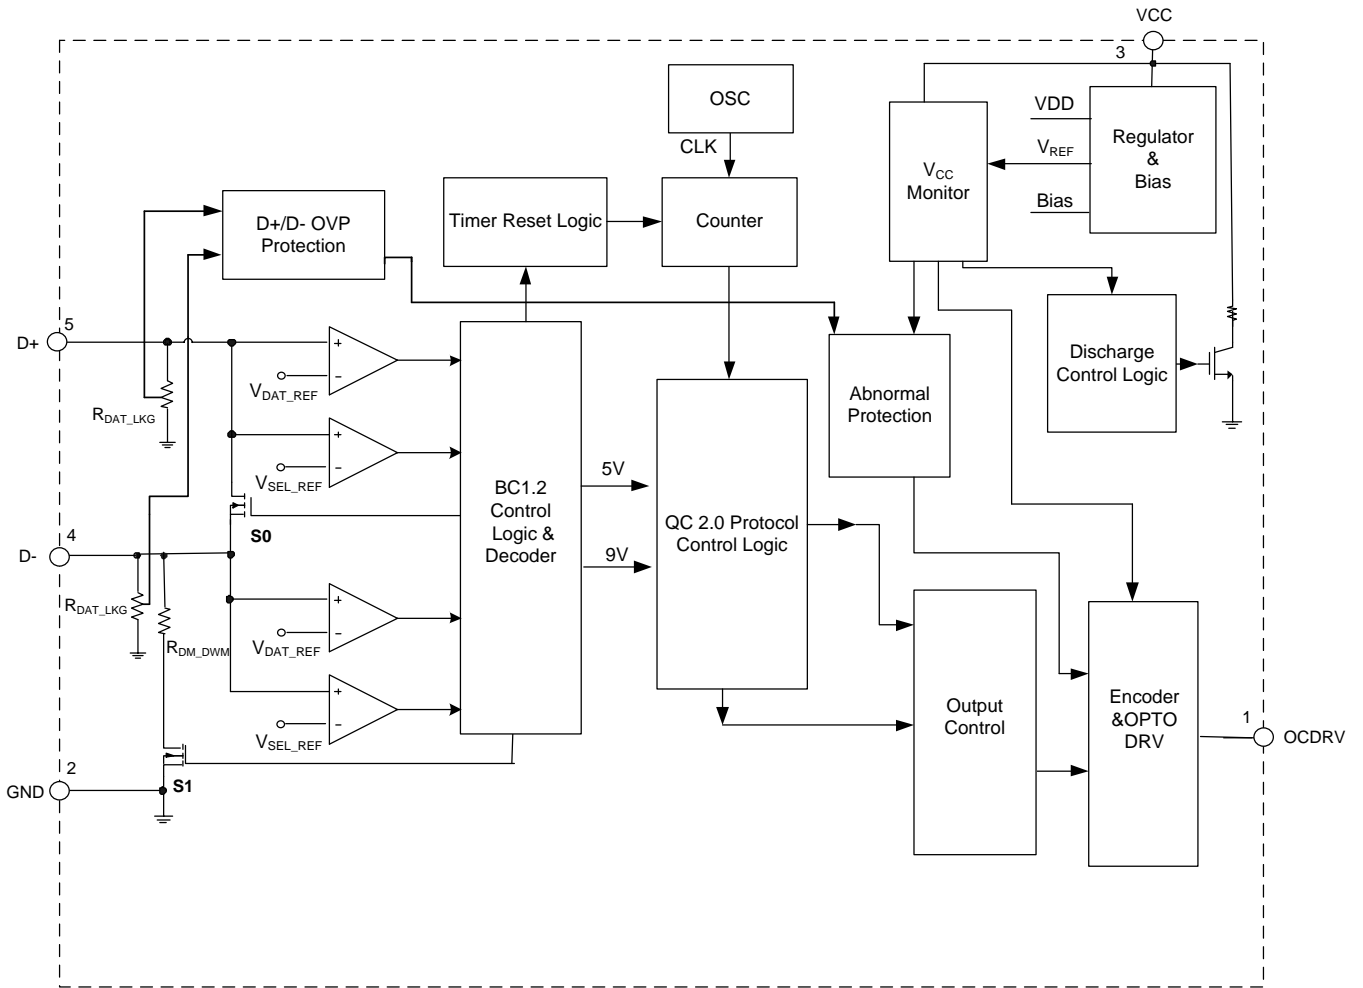 VCC
3
OSC
VDD
CLK
VREF
Regulator
& 
Bias
VCC
Monitor
Bias
D+/D- OVP
Protection
Timer Reset Logic
Counter
5
D+
+
-
VDAT_REF
RDAT_LKG
Discharge
Control Logic
Abnormal
Protection
+
-
VSEL_REF
BC1.2
Control
Logic &
Decoder
5V
QC 2.0 Protocol
Control Logic
S0
4
D-
9V
RDAT_LKG
RDM_DWM
+
-
VDAT_REF
+
-
VSEL_REF
Output
Control
Encoder
&OPTO
DRV
1
OCDRV
2
GND
S1